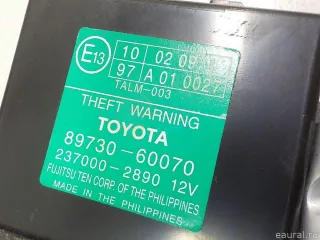 E13
10 02 09
97 A 01 0027
TALM-003
THEFT WARNING
TOYOTA
89730-60070
237000-2890 12V
FUJITSU TEN CORP OF THE PHILIPPINES
MADE IN THE PHILIPPINES
eaural.ru